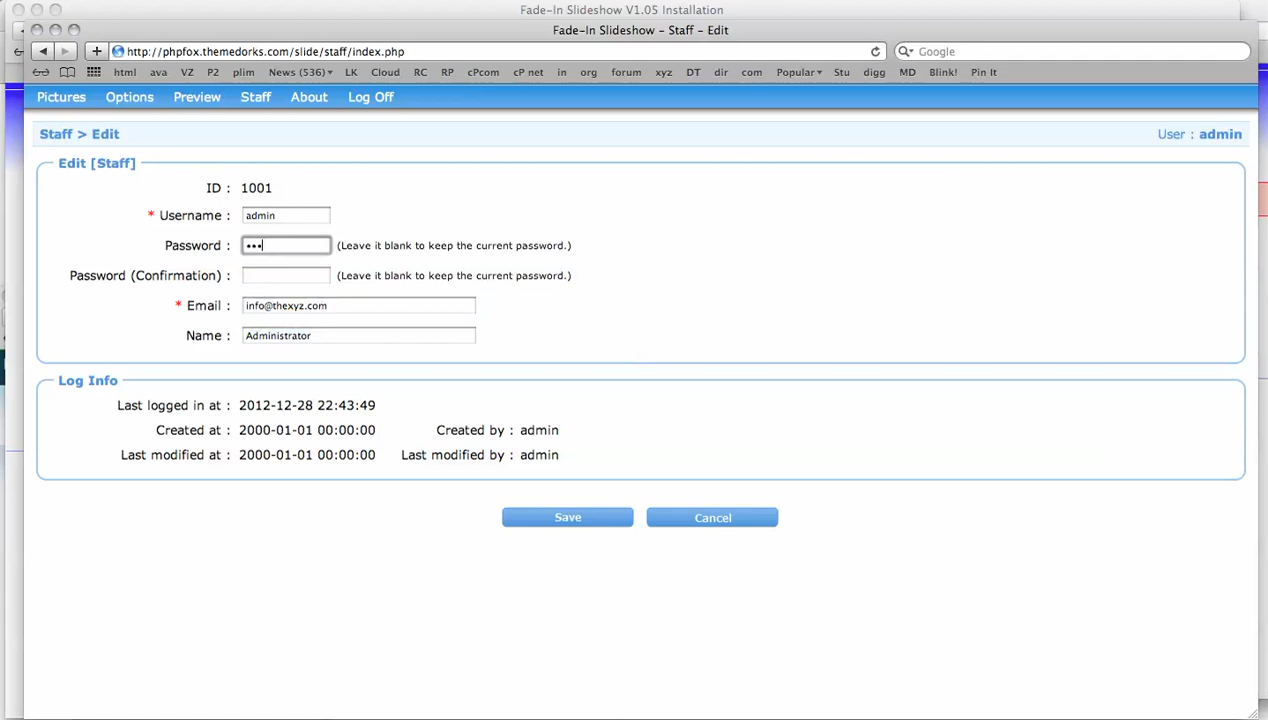 Fade-In Slideshow V1.05 Installation
Fade-In Slideshow – Staff – Edit
http://phpfox.themedorks.com/slide/staff/index.php
Google
html ava VZ P2 plim News (536) LK Cloud RC RP cPcom cP net in org forum xyz DT dir com Popular Stu digg MD Blink! Pin It
Pictures Options Preview Staff About Log Off
Staff > Edit User : admin
Edit [Staff]
ID : 1001
* Username : admin
Password : ••• (Leave it blank to keep the current password.)
Password (Confirmation) : (Leave it blank to keep the current password.)
* Email : info@thexyz.com
Name : Administrator
Log Info
Last logged in at : 2012-12-28 22:43:49
Created at : 2000-01-01 00:00:00 Created by : admin
Last modified at : 2000-01-01 00:00:00 Last modified by : admin
Save Cancel